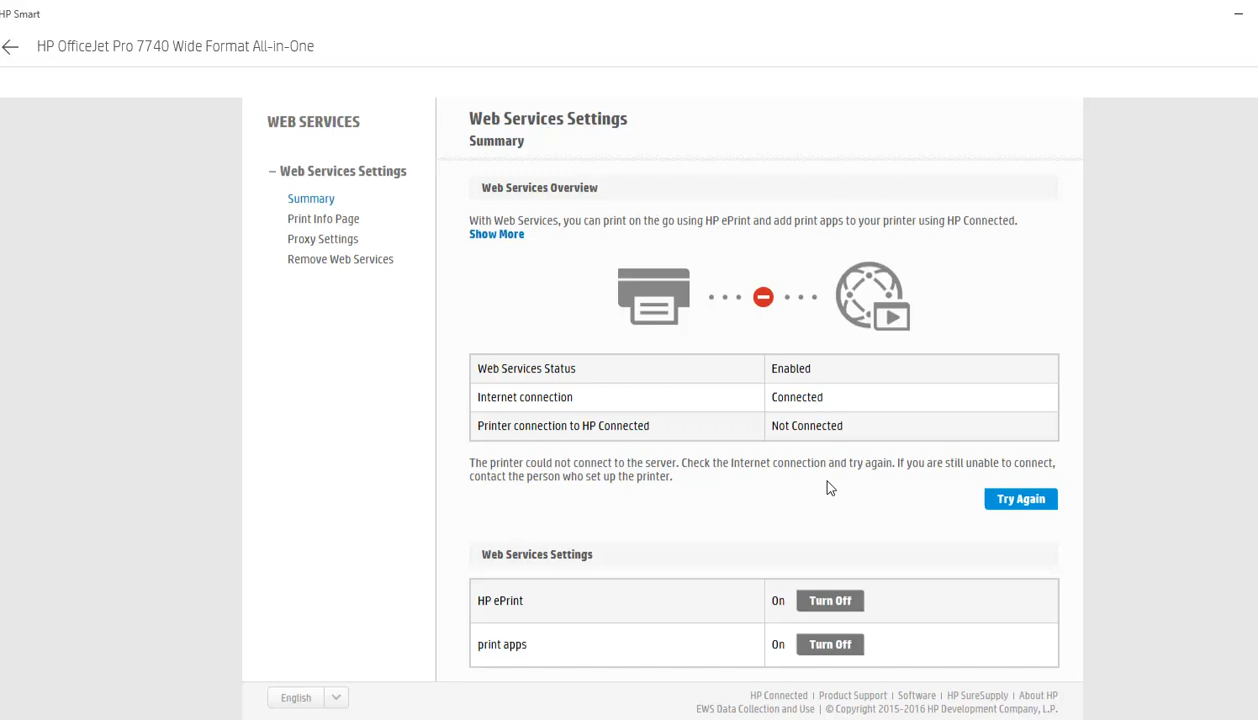 HP Smart
HP OfficeJet Pro 7740 Wide Format All-in-One
WEB SERVICES
– Web Services Settings
Summary
Print Info Page
Proxy Settings
Remove Web Services
Web Services Settings
Summary
Web Services Overview
With Web Services, you can print on the go using HP ePrint and add print apps to your printer using HP Connected.
Show More
Web Services Status Enabled
Internet connection Connected
Printer connection to HP Connected Not Connected
The printer could not connect to the server. Check the Internet connection and try again. If you are still unable to connect,
contact the person who set up the printer.
Try Again
Web Services Settings
HP ePrint On Turn Off
print apps On Turn Off
English
HP Connected | Product Support | Software | HP SureSupply | About HP
EWS Data Collection and Use | © Copyright 2015-2016 HP Development Company, L.P.